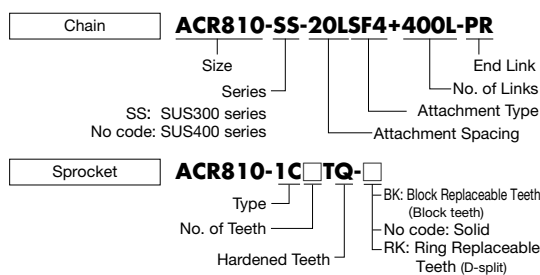 Chain
ACR810-SS-20LSF4+400L-PR
Size
End Link
Series
No. of Links
SS: SUS300 series
Attachment Type
No code: SUS400 series
Attachment Spacing
Sprocket
ACR810-1C□TQ-□
BK: Block Replaceable Teeth
Type
(Block teeth)
No. of Teeth
No code: Solid
Hardened Teeth
RK: Ring Replaceable
Teeth (D-split)